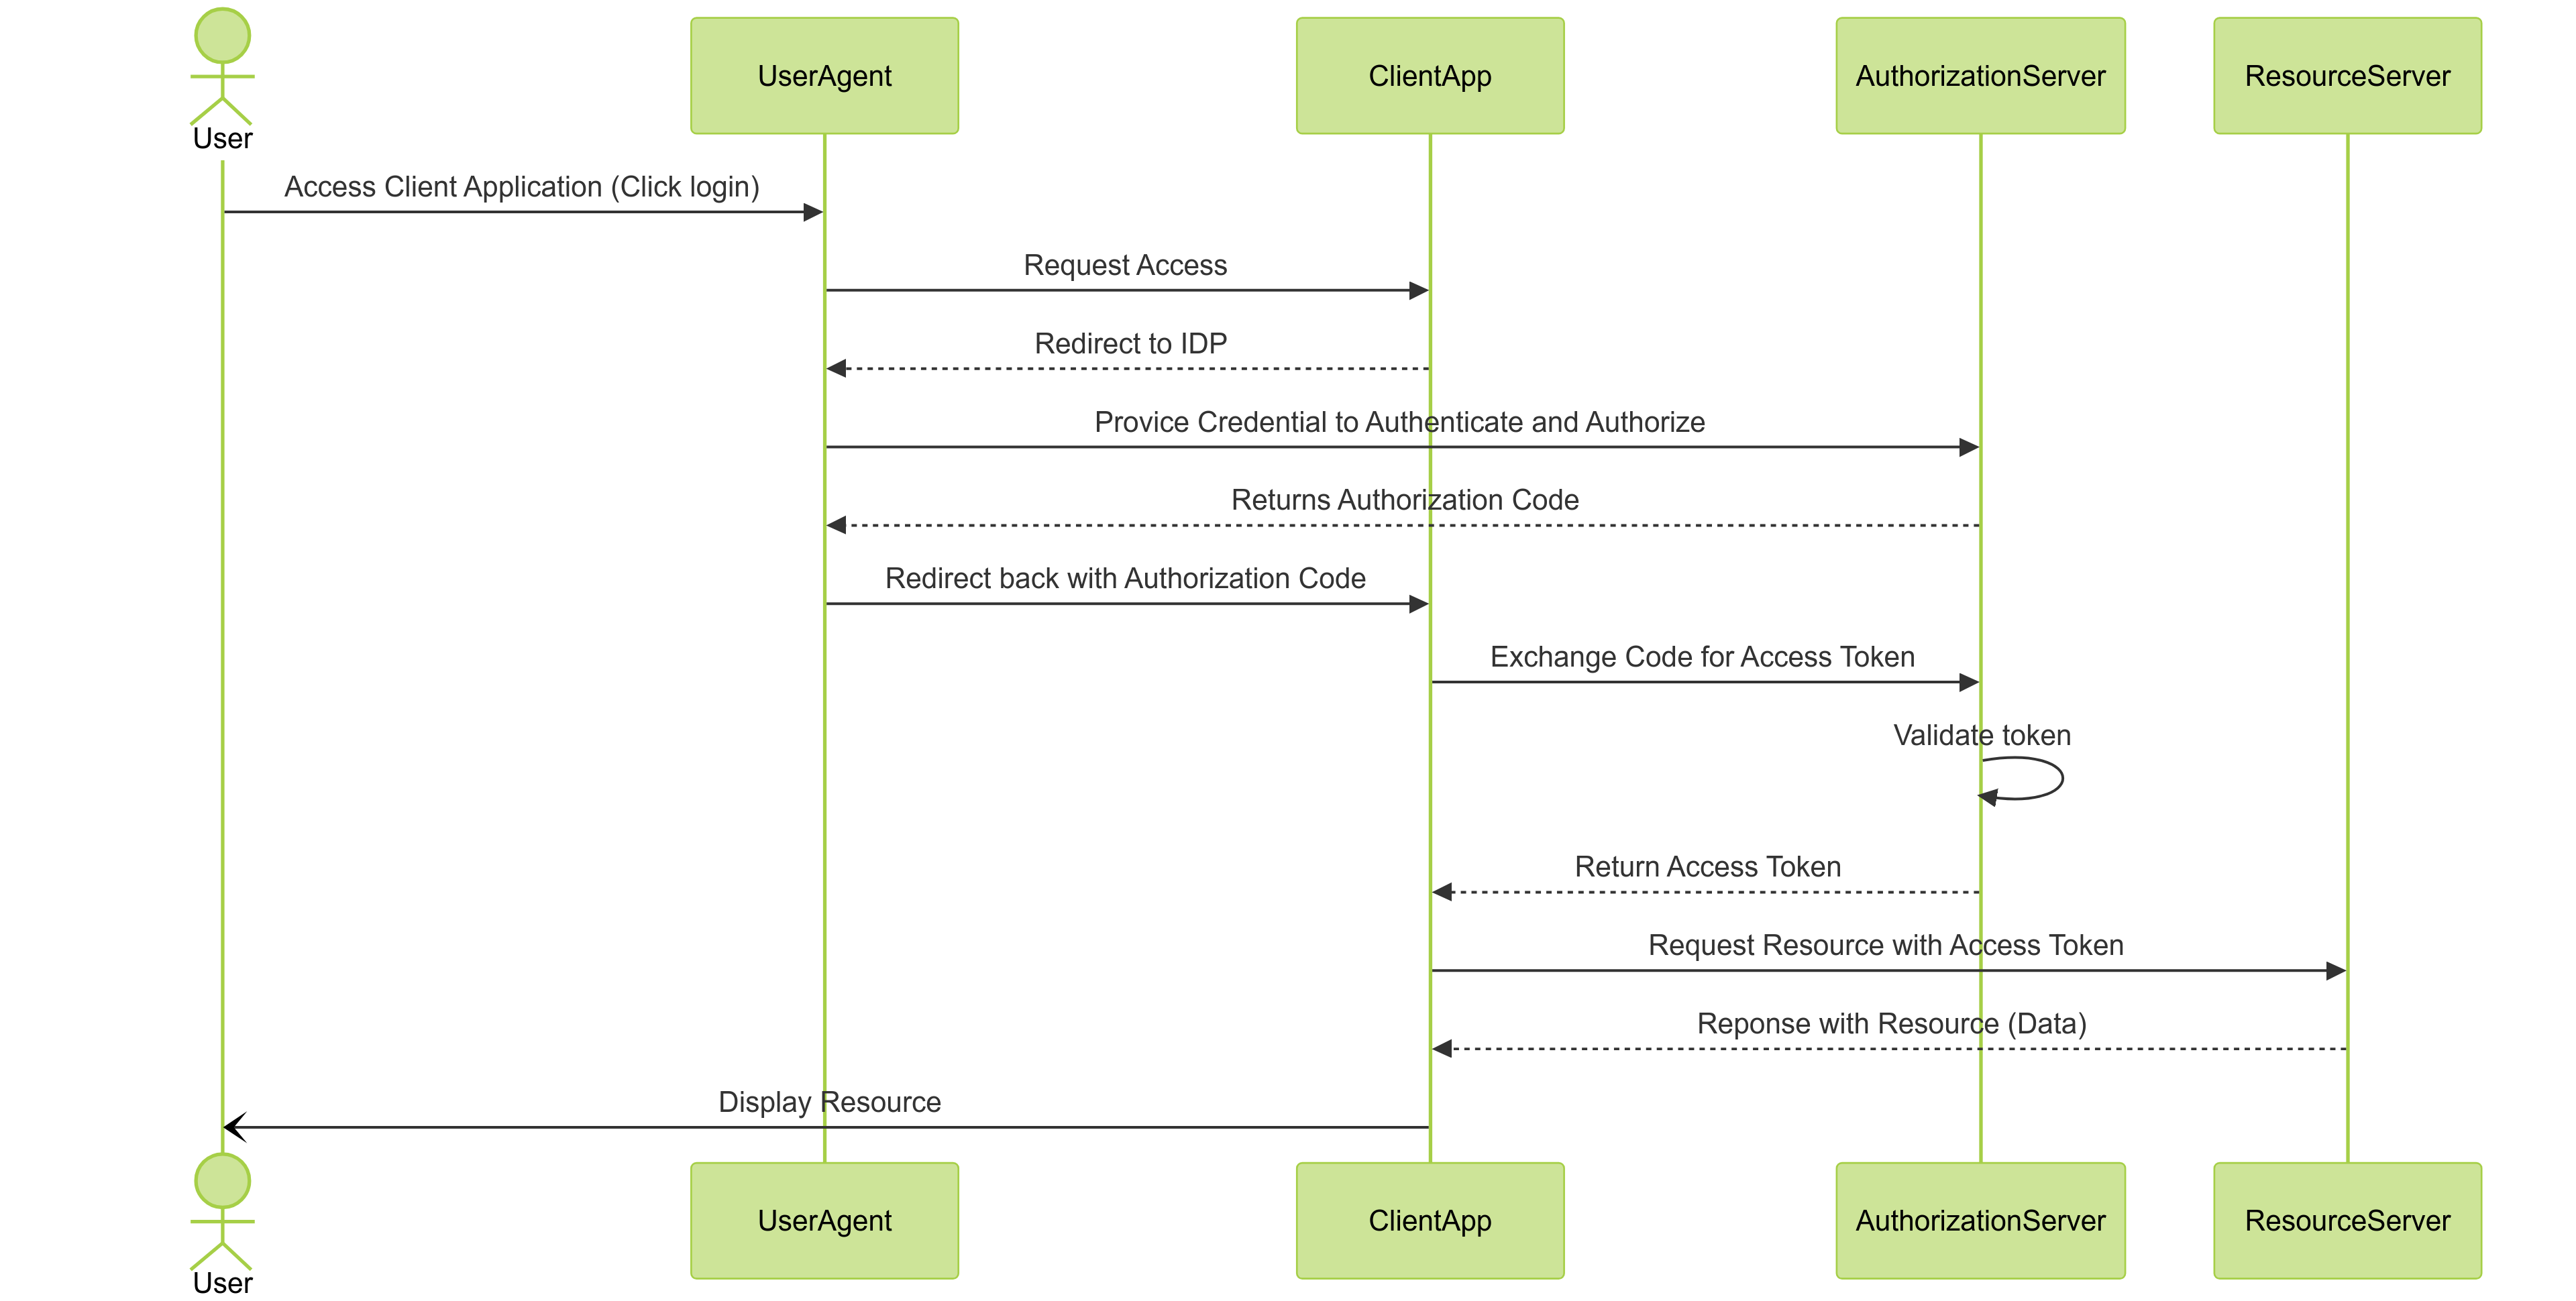 User
UserAgent
ClientApp
AuthorizationServer
ResourceServer
Access Client Application (Click login)
Request Access
Redirect to IDP
Provice Credential to Authenticate and Authorize
Returns Authorization Code
Redirect back with Authorization Code
Exchange Code for Access Token
Validate token
Return Access Token
Request Resource with Access Token
Reponse with Resource (Data)
Display Resource
User
UserAgent
ClientApp
AuthorizationServer
ResourceServer